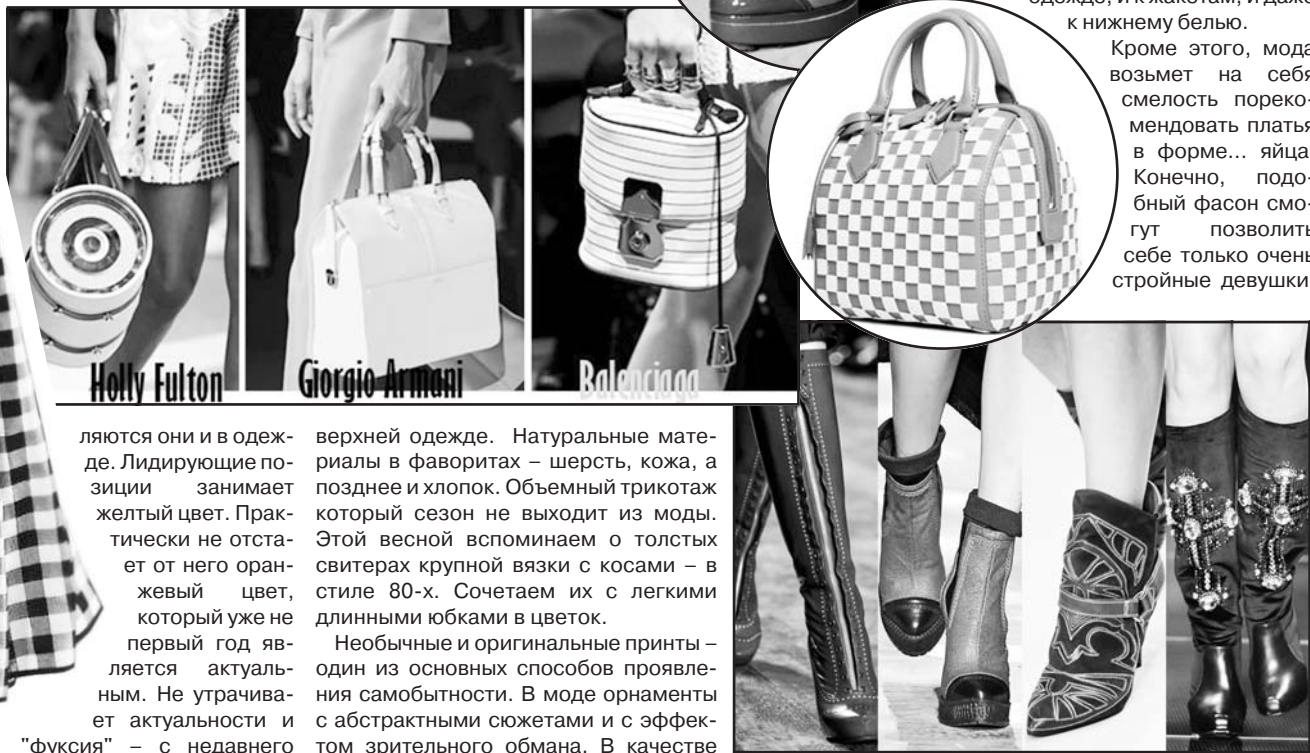 Holly Fulton
Giorgio Armani
Balenciaga
ляются они и в одеж-
де. Лидирующие по-
зиции занимает
желтый цвет. Прак-
тически не отста-
ет от него оран-
жевый цвет,
который уже не
первый год яв-
ляется актуаль-
ным. Не утрачива-
ет актуальности и
"фуксия" – с недавнего
верхней одежде. Натуральные мате-
риалы в фаворитах – шерсть, кожа, а
позднее и хлопок. Объемный трикотаж
который сезон не выходит из моды.
Этой весной вспоминаем о толстых
свитерах крупной вязки с косами – в
стиле 80-х. Сочетаем их с легкими
длинными юбками в цветок.
Необычные и оригинальные принты –
один из основных способов проявле-
ния самобытности. В моде орнаменты
с абстрактными сюжетами и с эффек-
том зрительного обмана. В качестве
одежде, и к жакетам, и даже
к нижнему белью.
Кроме этого, мода
возьмет на себя
смелость пореко-
мендовать платья
в форме... яйца.
Конечно, подо-
бный фасон смо-
гут позволить
себе только очень
стройные девушки.